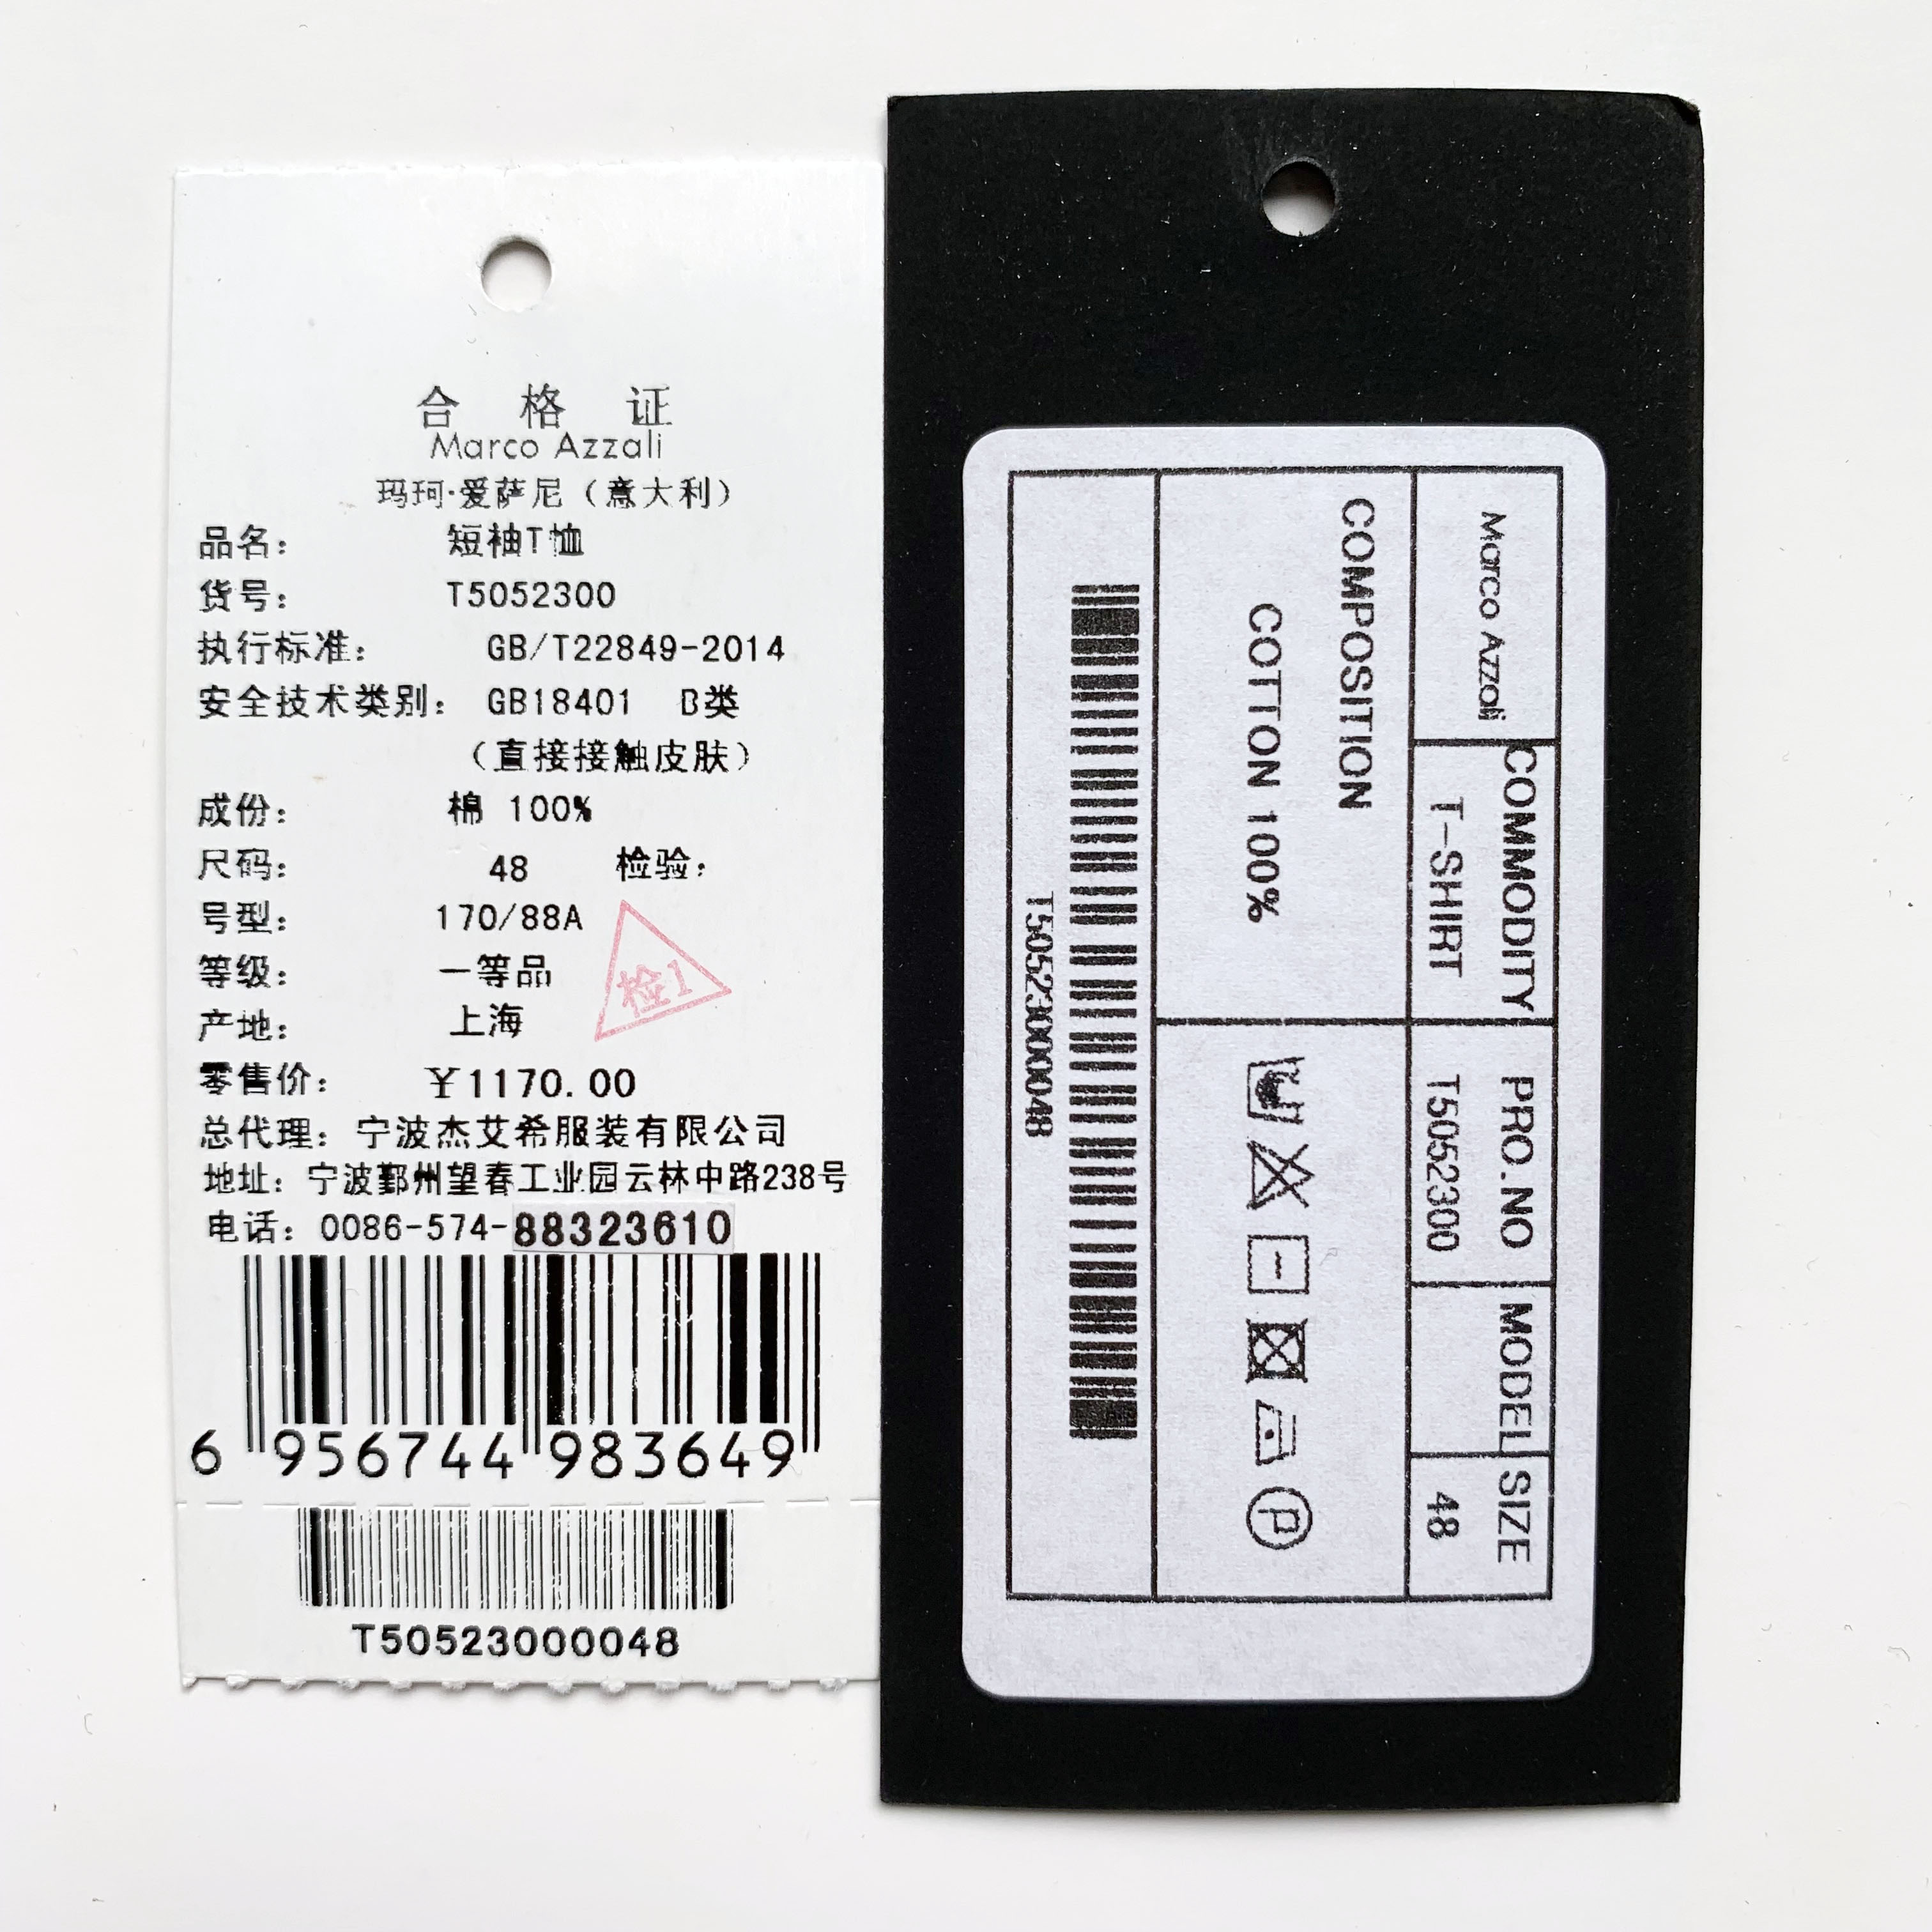 合 格 证
Marco Azzali
玛珂·爱萨尼（意大利）
品名： 短袖T恤
货号： T5052300
执行标准： GB/T22849-2014
安全技术类别： GB18401 B类
（直接接触皮肤）
成份： 棉 100%
尺码： 48 检验：
号型： 170/88A
等级： 一等品
检1
产地： 上海
零售价： ¥1170.00
总代理：宁波杰艾希服装有限公司
地址：宁波鄞州望春工业园云林中路238号
电话：0086-574-88323610
6 956744 983649
T50523000048
Marco Azzali
COMMODITY PRO.NO MODEL SIZE
T-SHIRT T5052300 48
COMPOSITION
COTTON 100%
P
T50523000048